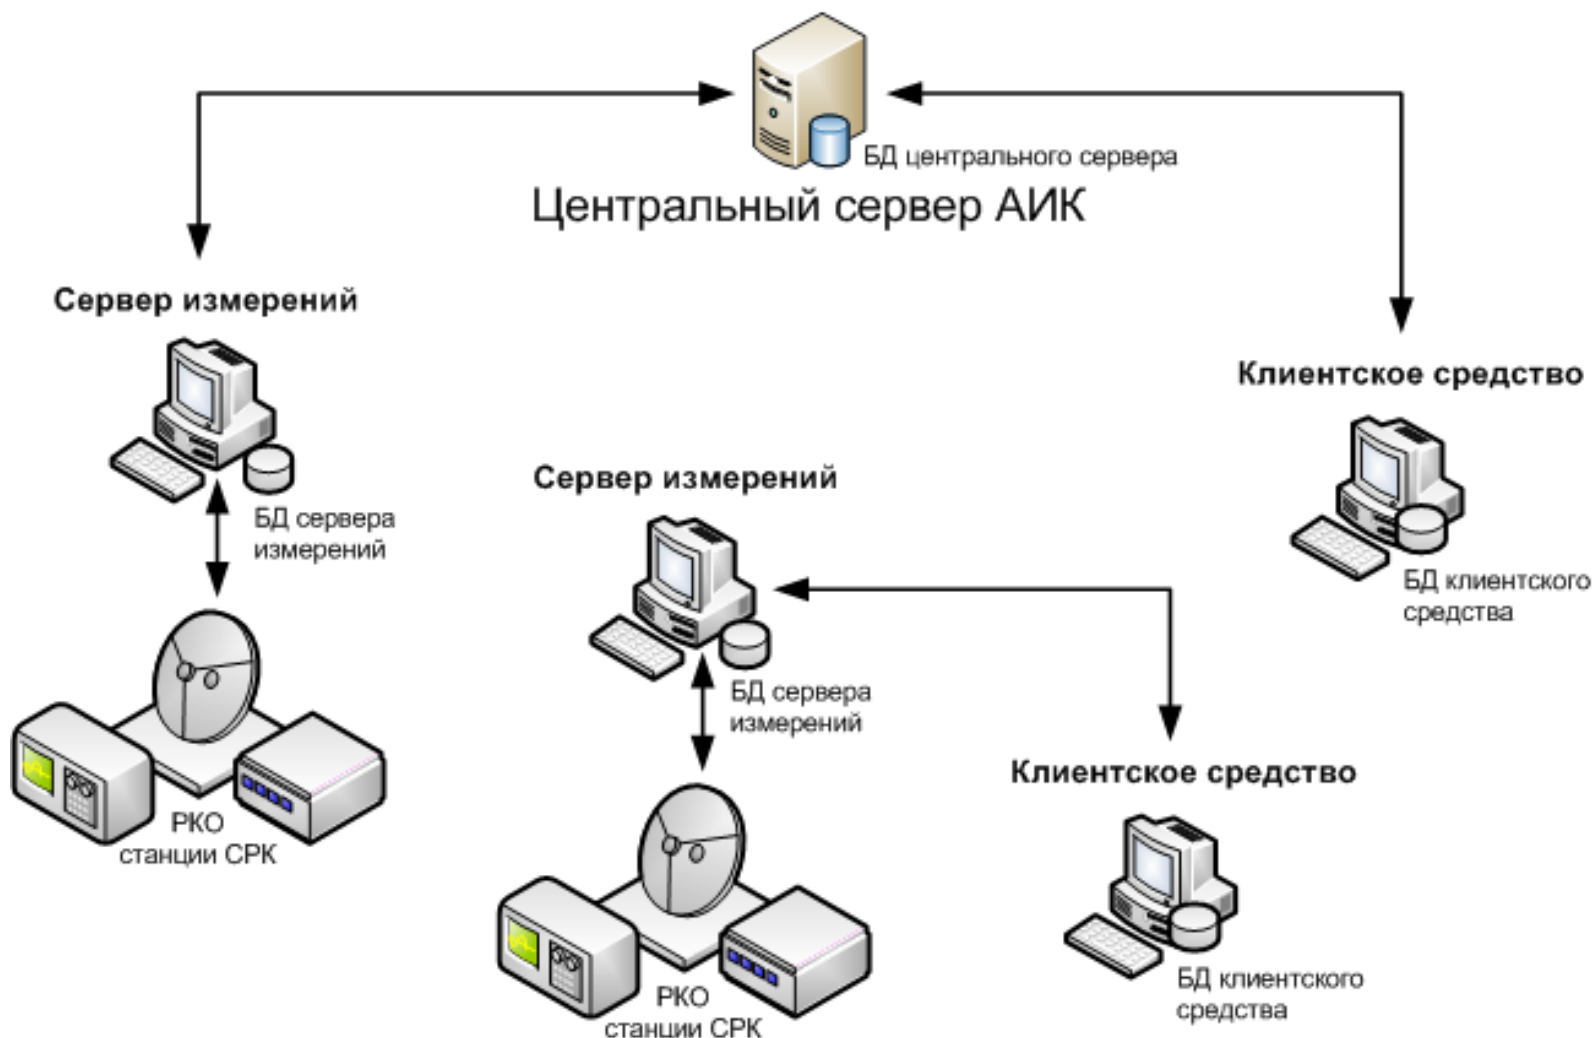 БД центрального сервера
Центральный сервер АИК
Сервер измерений
БД сервера
измерений
РКО
станции СРК
Сервер измерений
БД сервера
измерений
РКО
станции СРК
Клиентское средство
БД клиентского
средства
Клиентское средство
БД клиентского
средства